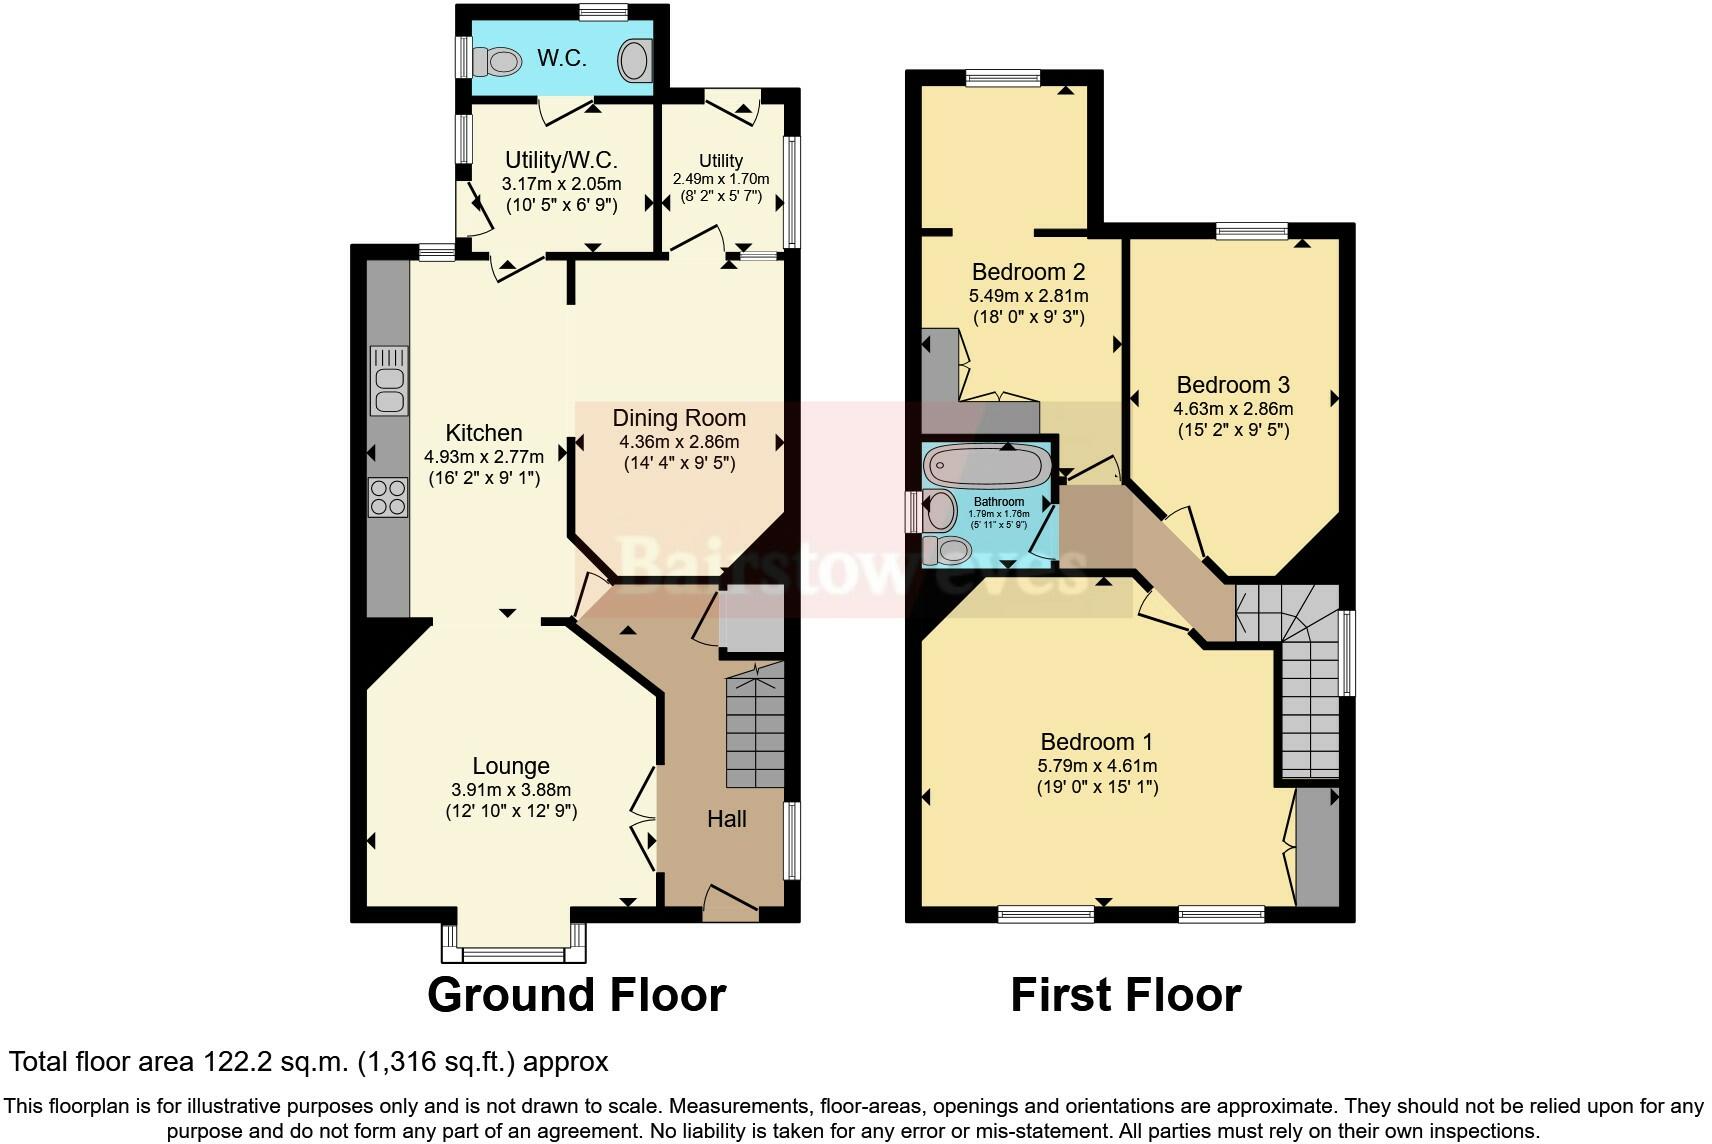 W.C.
Utility/W.C.
3.17m x 2.05m
(10' 5" x 6' 9")
Utility
2.49m x 1.70m
(8' 2" x 5' 7")
Kitchen
4.93m x 2.77m
(16' 2" x 9' 1")
Dining Room
4.36m x 2.86m
(14' 4" x 9' 5")
Lounge
3.91m x 3.88m
(12' 10" x 12' 9")
Hall
Bedroom 2
5.49m x 2.81m
(18' 0" x 9' 3")
Bedroom 3
4.63m x 2.86m
(15' 2" x 9' 5")
Bathroom
1.79m x 1.76m
(5' 11" x 5' 9")
Bairstow eves
Bedroom 1
5.79m x 4.61m
(19' 0" x 15' 1")
Ground Floor
First Floor
Total floor area 122.2 sq.m. (1,316 sq.ft.) approx
This floorplan is for illustrative purposes only and is not drawn to scale. Measurements, floor-areas, openings and orientations are approximate. They should not be relied upon for any
purpose and do not form any part of an agreement. No liability is taken for any error or mis-statement. All parties must rely on their own inspections.